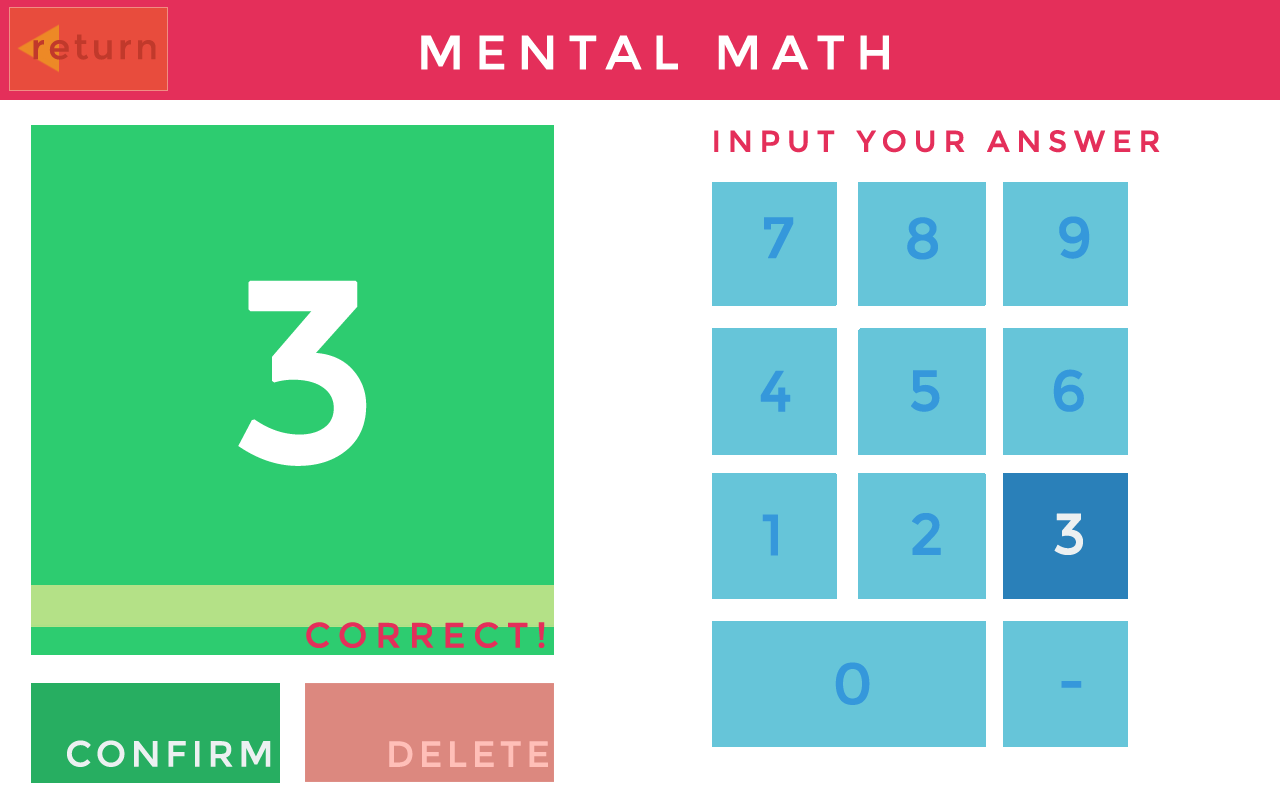 return
MENTAL MATH
INPUT YOUR ANSWER
3
CORRECT!
CONFIRM
DELETE
7 8 9
4 5 6
1 2 3
0 -